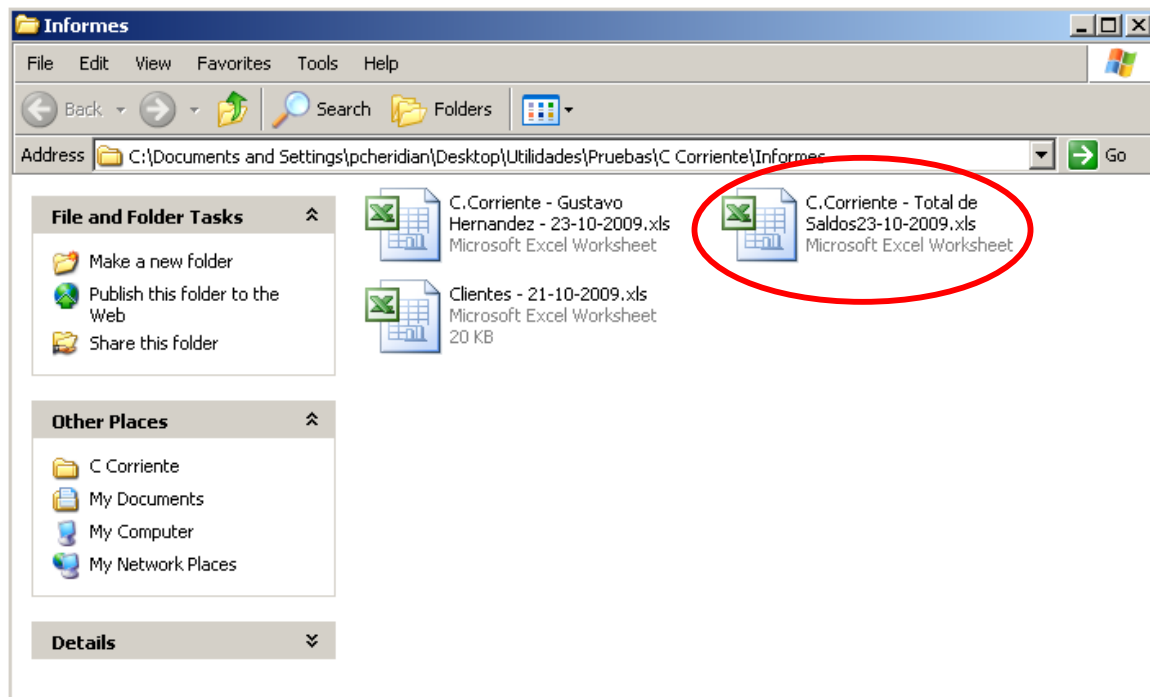 Informes
File Edit View Favorites Tools Help
Back Search Folders
Address C:\Documents and Settings\pcheridian\Desktop\Utilidades\Pruebas\C Corriente\Informes Go
File and Folder Tasks
Make a new folder
Publish this folder to the
Web
Share this folder
Other Places
C Corriente
My Documents
My Computer
My Network Places
Details
C.Corriente - Gustavo
Hernandez - 23-10-2009.xls
Microsoft Excel Worksheet
C.Corriente - Total de
Saldos23-10-2009.xls
Microsoft Excel Worksheet
Clientes - 21-10-2009.xls
Microsoft Excel Worksheet
20 KB